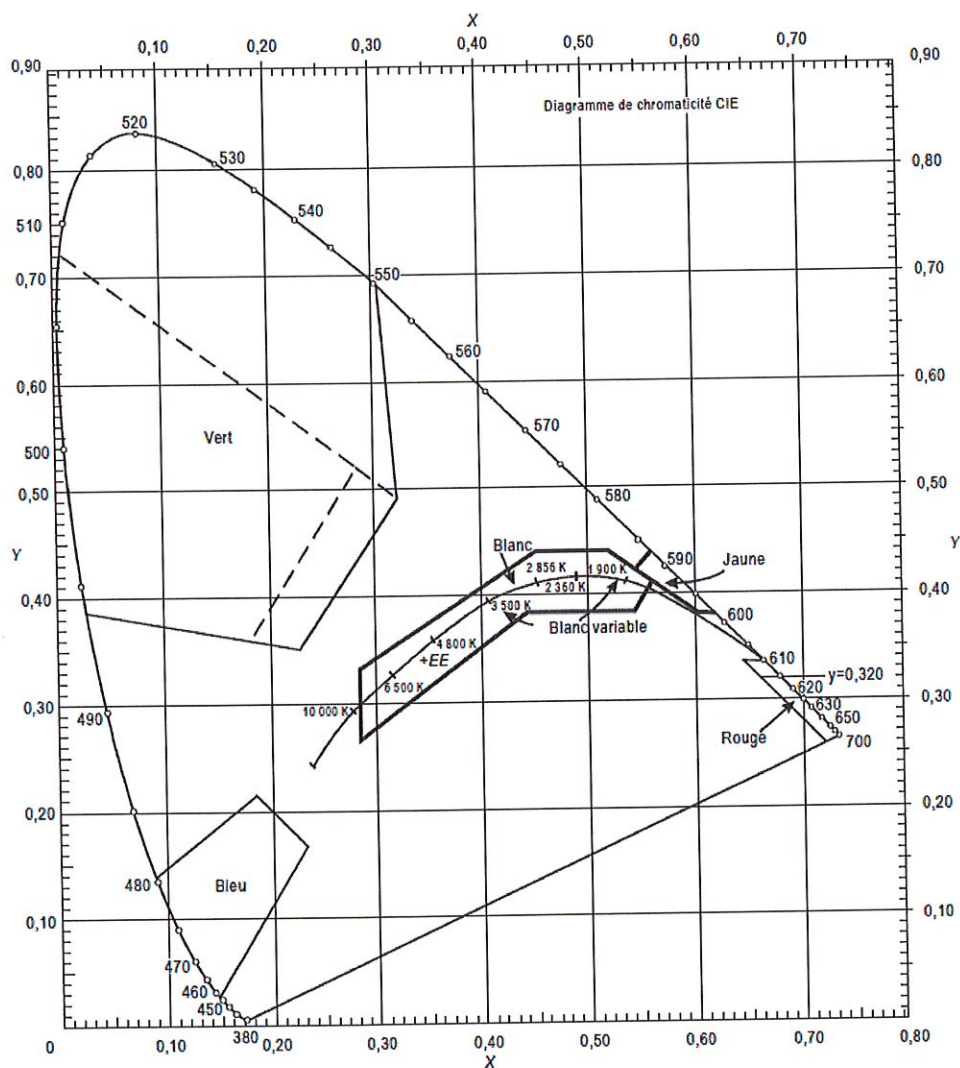 X
0,10 0,20 0,30 0,40 0,50 0,60 0,70
0,90 0,90
Diagramme de chromaticité CIE
520
530
0,80 0,80
510 540
0,70 550 0,70
560
0,60 0,60
Vert 570
500
580
0,50 0,50
Y Blanc 590 Y
2 856 K 1 900 K Jaune
2 360 K
0,40 3 500 K 600 0,40
Blanc variable
4 800 K
+EE 610
6 500 K y=0,320
620
0,30 10 000 K 630 0,30
490 650
Rouge 700
0,20 0,20
480 Bleu
0,10 0,10
470
460
450
380
0 0,10 0,20 0,30 0,40 0,50 0,60 0,70 0,80
X